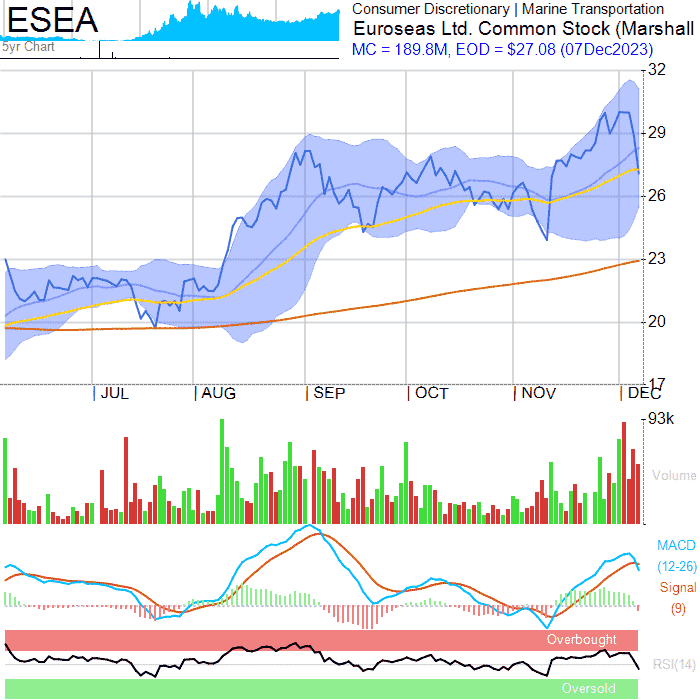 ESEA
5yr Chart
Consumer Discretionary | Marine Transportation
Euroseas Ltd. Common Stock (Marshall
MC = 189.8M, EOD = $27.08 (07Dec2023)
32
29
26
23
20
17
JUL AUG SEP OCT NOV DEC
93k
Volume
MACD
(12-26)
Signal
(9)
Overbought
RSI(14)
Oversold